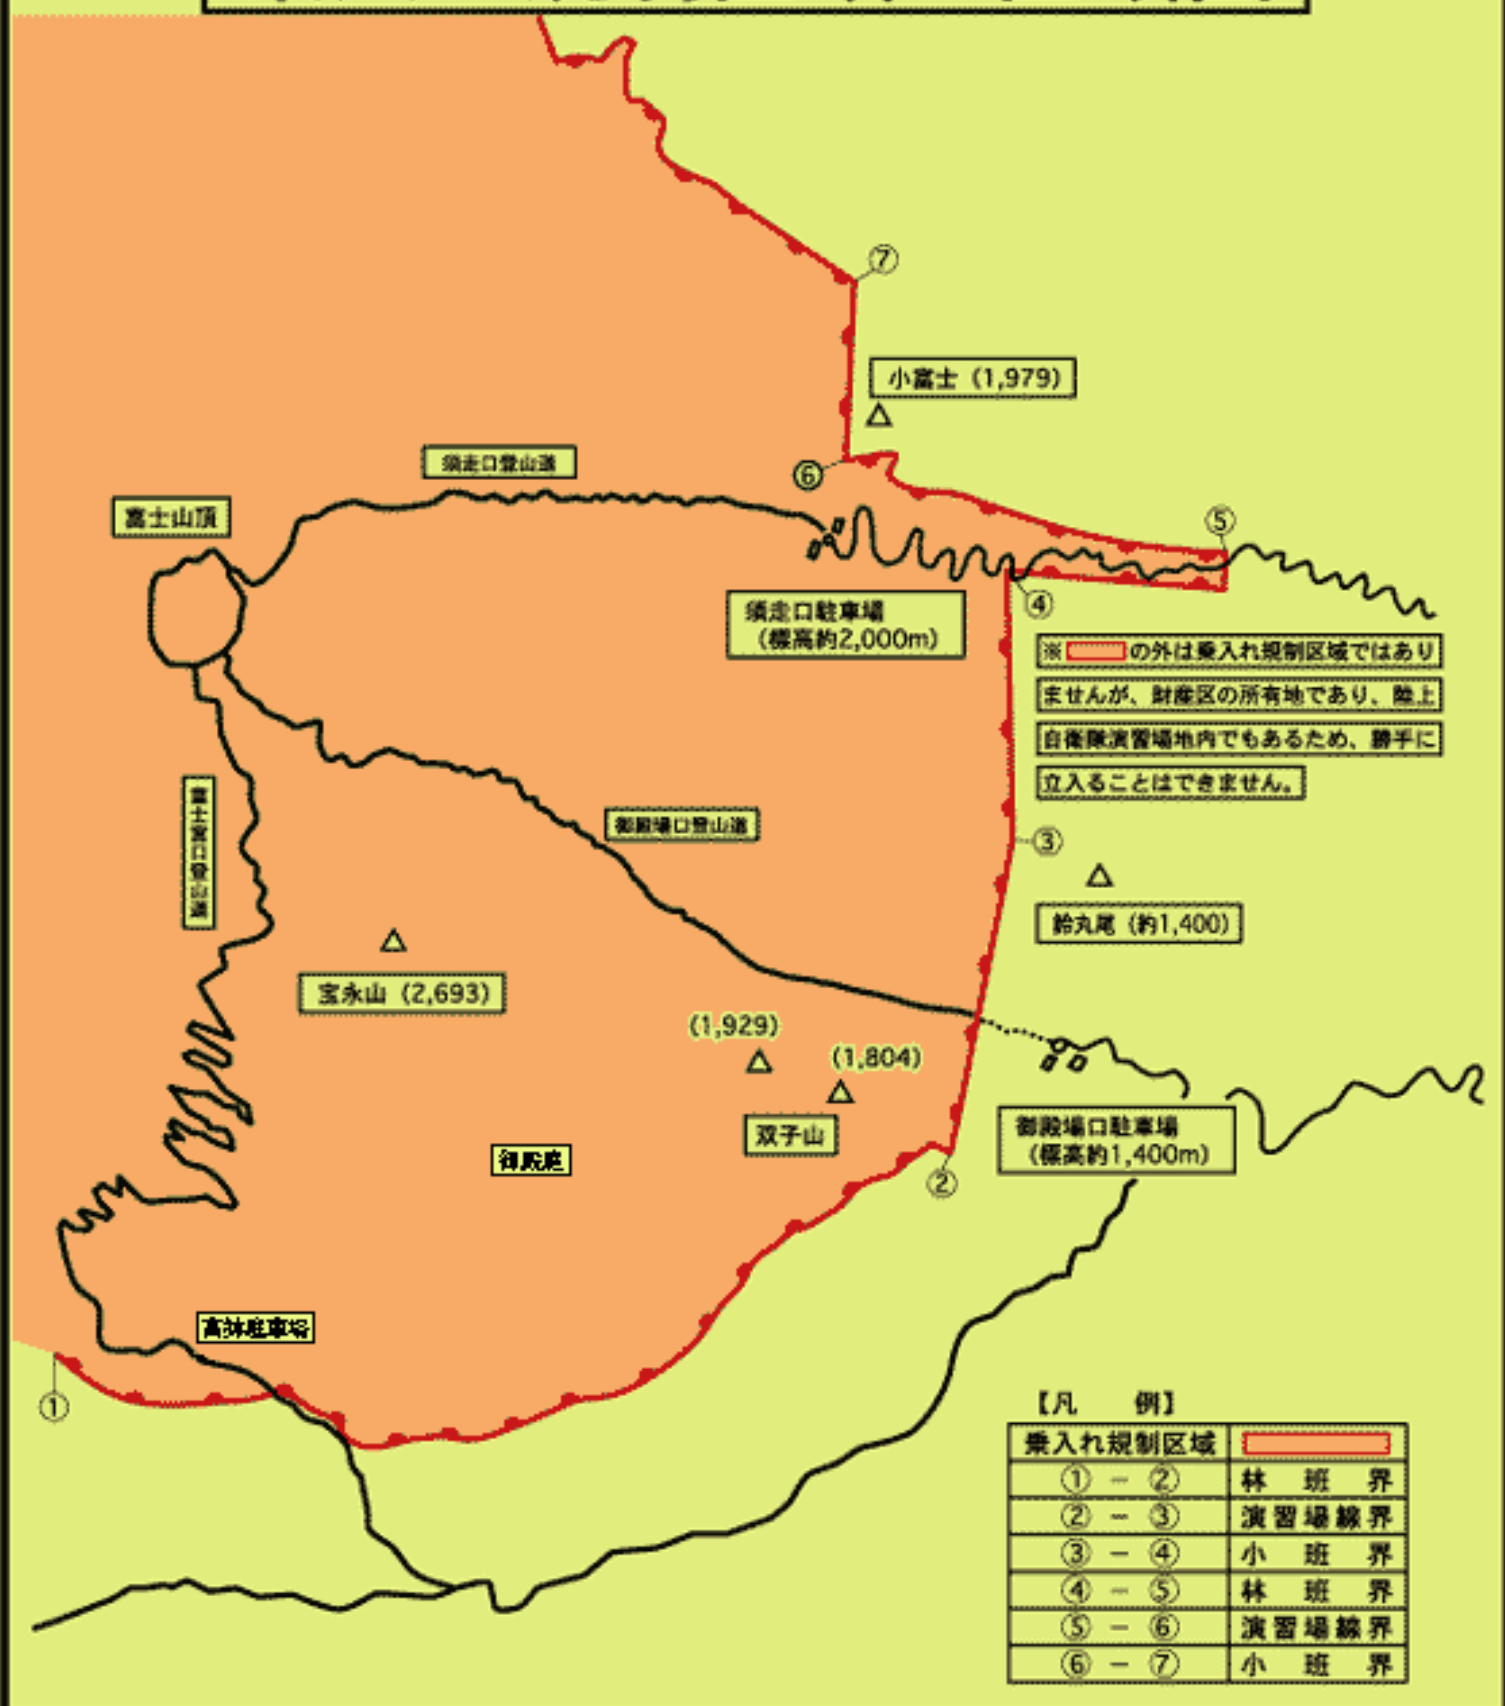 ⑦
小富士（1,979）
須走口登山道
⑥
富士山頂
⑤
④
須走口駐車場
（標高約2,000m）
※の外は乗入れ規制区域ではあり
ませんが、財産区の所有地であり、陸上
自衛隊演習場地内でもあるため、勝手に
立入ることはできません。
富士宮口登山道
御殿場口登山道
③
鈴丸尾（約1,400）
宝永山（2,693）
(1,929)
(1,804)
双子山
御殿場口駐車場
（標高約1,400m）
御殿庭
②
高鉢駐車場
①
【凡 例】
乗入れ規制区域
① － ② 林班界
② － ③ 演習場線界
③ － ④ 小班界
④ － ⑤ 林班界
⑤ － ⑥ 演習場線界
⑥ － ⑦ 小班界